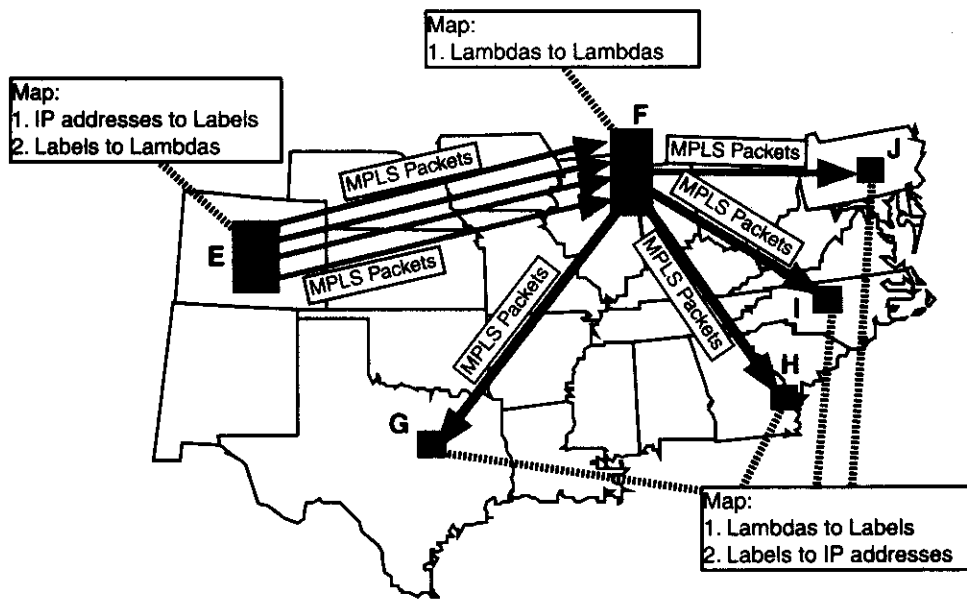 Map:
1. Lambdas to Lambdas
Map:
1. IP addresses to Labels
2. Labels to Lambdas
F
MPLS Packets
J
MPLS Packets
MPLS Packets
E
MPLS Packets
MPLS Packets
MPLS Packets
I
H
G
Map:
1. Lambdas to Labels
2. Labels to IP addresses